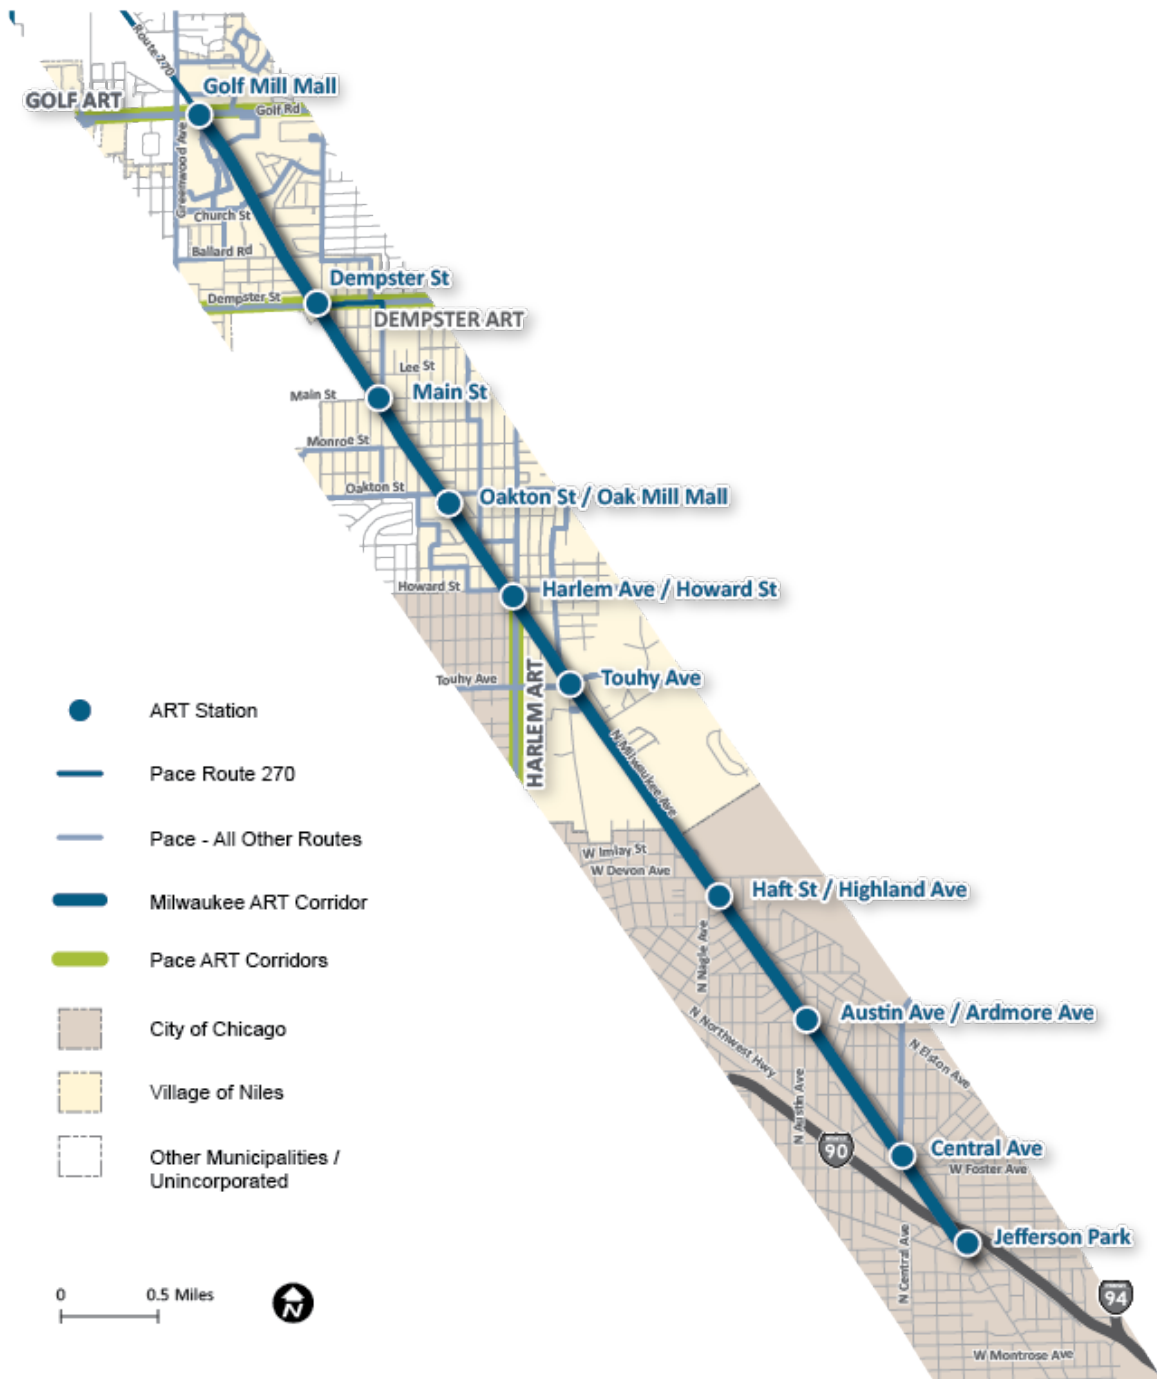 Route 270
Golf Mill Mall
GOLF ART
Golf Rd
Greenwood Ave
Church St
Ballard Rd
Dempster St
Dempster St
DEMPSTER ART
Lee St
Main St
Main St
Monroe St
Oakton St
Oakton St / Oak Mill Mall
Howard St
Harlem Ave / Howard St
Touhy Ave
Touhy Ave
HARLEM ART
N Milwaukee Ave
ART Station
Pace Route 270
Pace - All Other Routes
Milwaukee ART Corridor
Pace ART Corridors
City of Chicago
Village of Niles
Other Municipalities /
Unincorporated
W Imlay St
W Devon Ave
Haft St / Highland Ave
N Nagle Ave
N Northwest Hwy
Austin Ave / Ardmore Ave
N Elston Ave
N Austin Ave
90
Central Ave
W Foster Ave
Jefferson Park
N Central Ave
94
W Montrose Ave
0 0.5 Miles
N